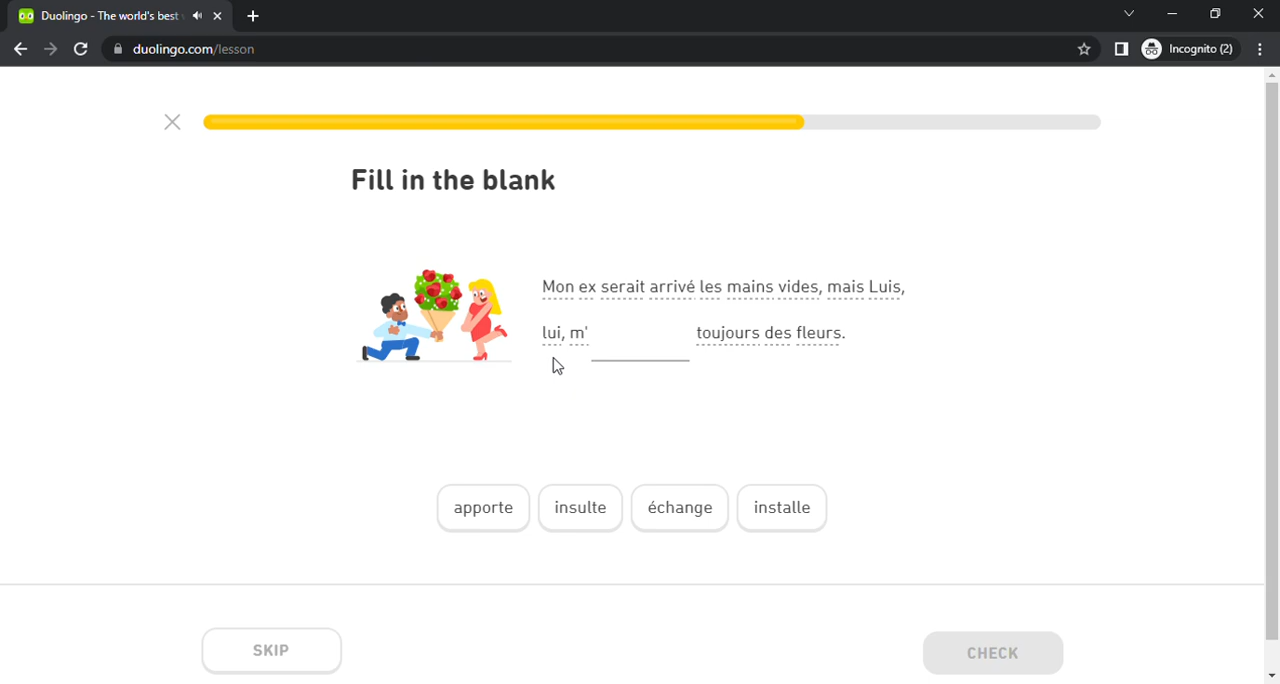 Duolingo - The world's best
duolingo.com/lesson
Incognito (2)
Fill in the blank
Mon ex serait arrivé les mains vides, mais Luis,
lui, m' toujours des fleurs.
apporte insulte échange installe
SKIP CHECK